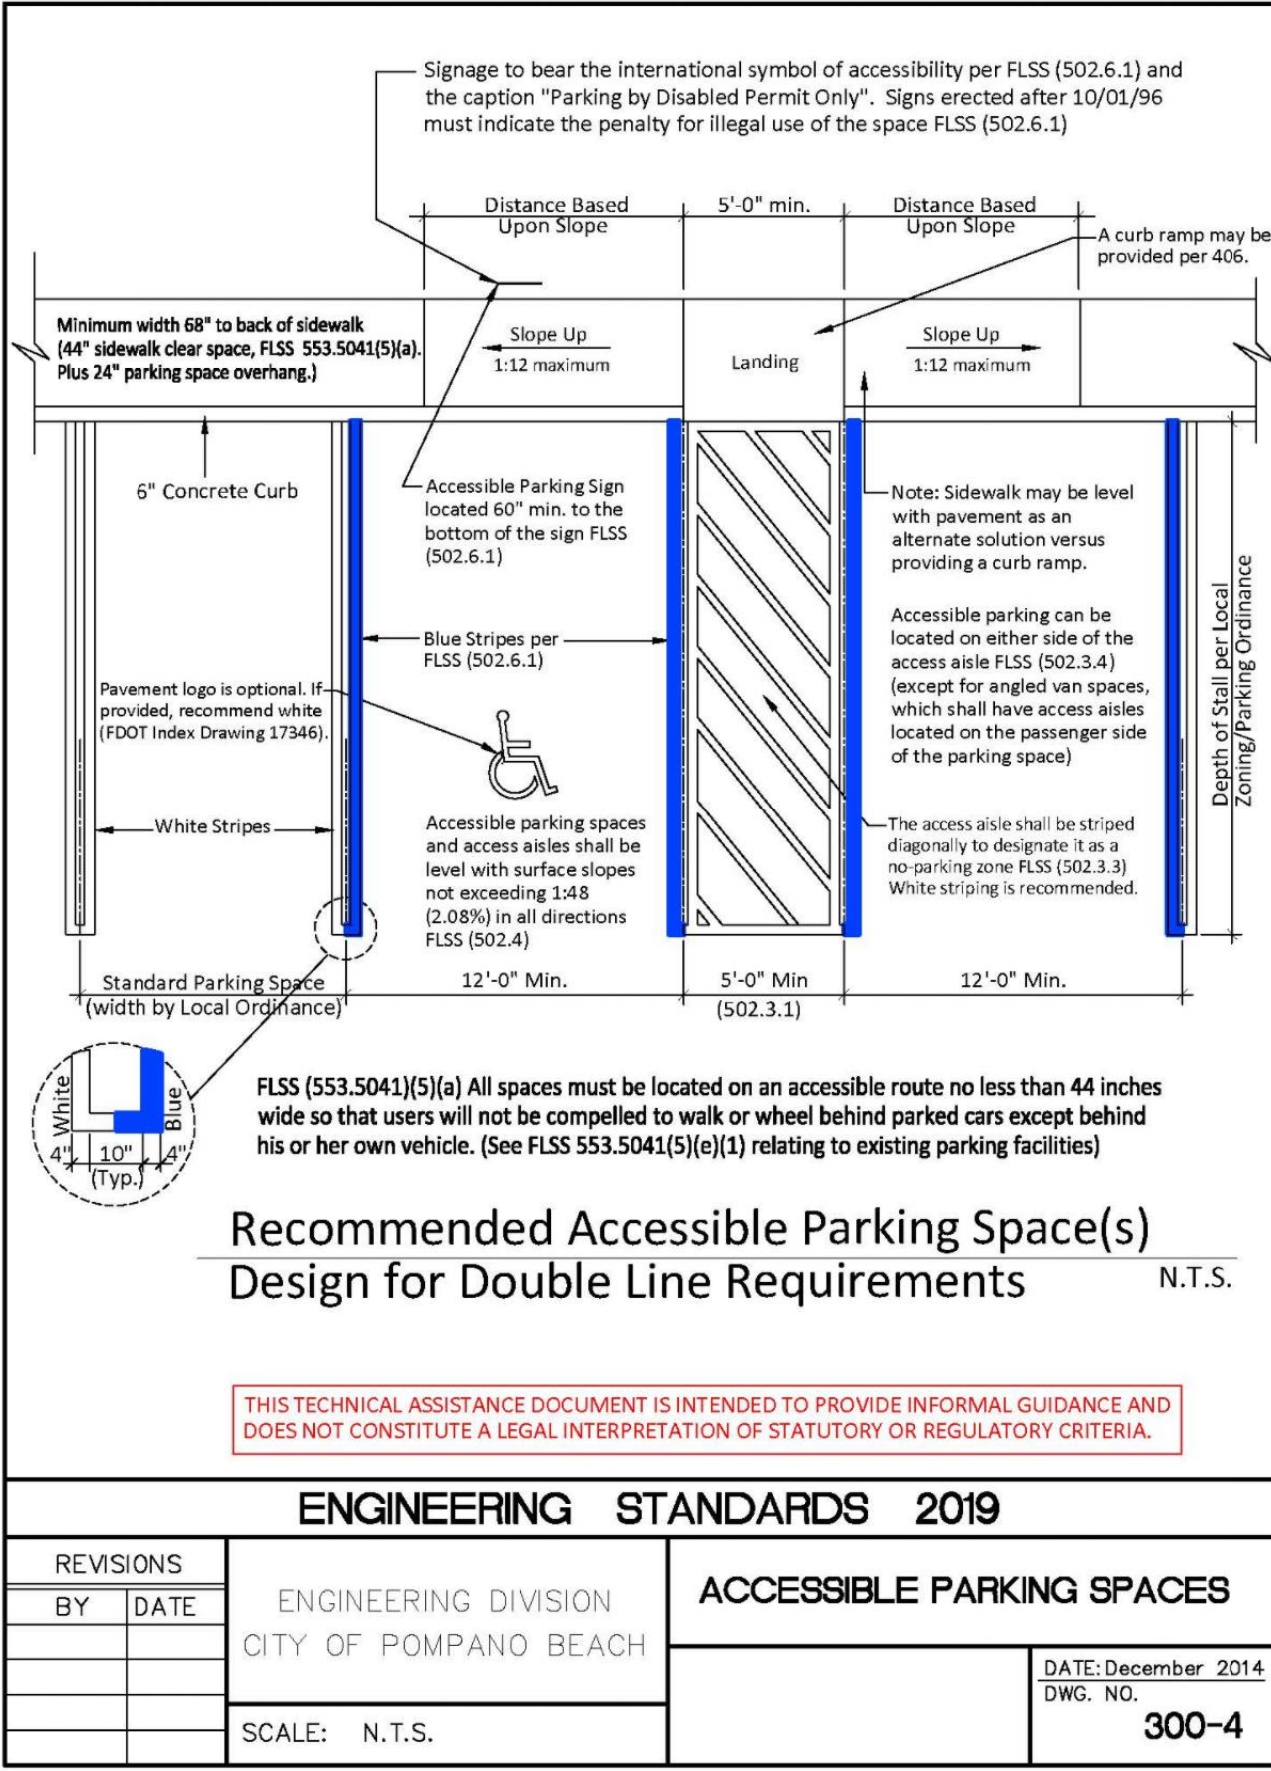 Signage to bear the international symbol of accessibility per FLSS (502.6.1) and
the caption "Parking by Disabled Permit Only".  Signs erected after 10/01/96
must indicate the penalty for illegal use of the space FLSS (502.6.1)
Distance Based
Upon Slope
5'-0" min.
Distance Based
Upon Slope
A curb ramp may be
provided per 406.
Minimum width 68" to back of sidewalk
(44" sidewalk clear space, FLSS 553.5041(5)(a).
Plus 24" parking space overhang.)
Slope Up
1:12 maximum
Landing
Slope Up
1:12 maximum
6" Concrete Curb
Accessible Parking Sign
located 60" min. to the
bottom of the sign FLSS
(502.6.1)
Note: Sidewalk may be level
with pavement as an
alternate solution versus
providing a curb ramp.
Blue Stripes per
FLSS (502.6.1)
Accessible parking can be
located on either side of the
access aisle FLSS (502.3.4)
(except for angled van spaces,
which shall have access aisles
located on the passenger side
of the parking space)
Depth of Stall per Local
Zoning/Parking Ordinance
Pavement logo is optional. If
provided, recommend white
(FDOT Index Drawing 17346).
White Stripes
Accessible parking spaces
and access aisles shall be
level with surface slopes
not exceeding 1:48
(2.08%) in all directions
FLSS (502.4)
The access aisle shall be striped
diagonally to designate it as a
no-parking zone FLSS (502.3.3)
White striping is recommended.
Standard Parking Space
(width by Local Ordinance)
12'-0" Min.
5'-0" Min
(502.3.1)
12'-0" Min.
White
Blue
4"
10"
4"
(Typ.)
FLSS (553.5041)(5)(a) All spaces must be located on an accessible route no less than 44 inches
wide so that users will not be compelled to walk or wheel behind parked cars except behind
his or her own vehicle. (See FLSS 553.5041(5)(e)(1) relating to existing parking facilities)
Recommended Accessible Parking Space(s)
Design for Double Line Requirements
N.T.S.
THIS TECHNICAL ASSISTANCE DOCUMENT IS INTENDED TO PROVIDE INFORMAL GUIDANCE AND
DOES NOT CONSTITUTE A LEGAL INTERPRETATION OF STATUTORY OR REGULATORY CRITERIA.
ENGINEERING STANDARDS 2019
REVISIONS
BY DATE
ENGINEERING DIVISION
CITY OF POMPANO BEACH
SCALE: N.T.S.
ACCESSIBLE PARKING SPACES
DATE: December 2014
DWG. NO.
300-4